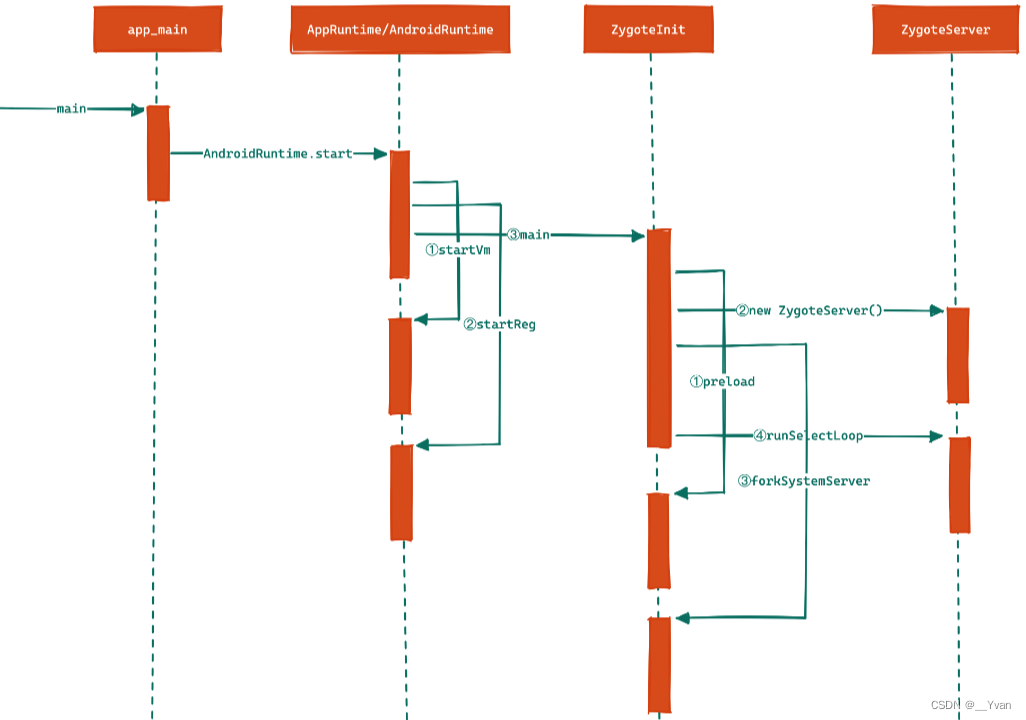 app_main
AppRuntime/AndroidRuntime
ZygoteInit
ZygoteServer
main
AndroidRuntime.start
③main
①startVm
②new ZygoteServer()
②startReg
①preload
④runSelectLoop
③forkSystemServer
CSDN @__Yvan